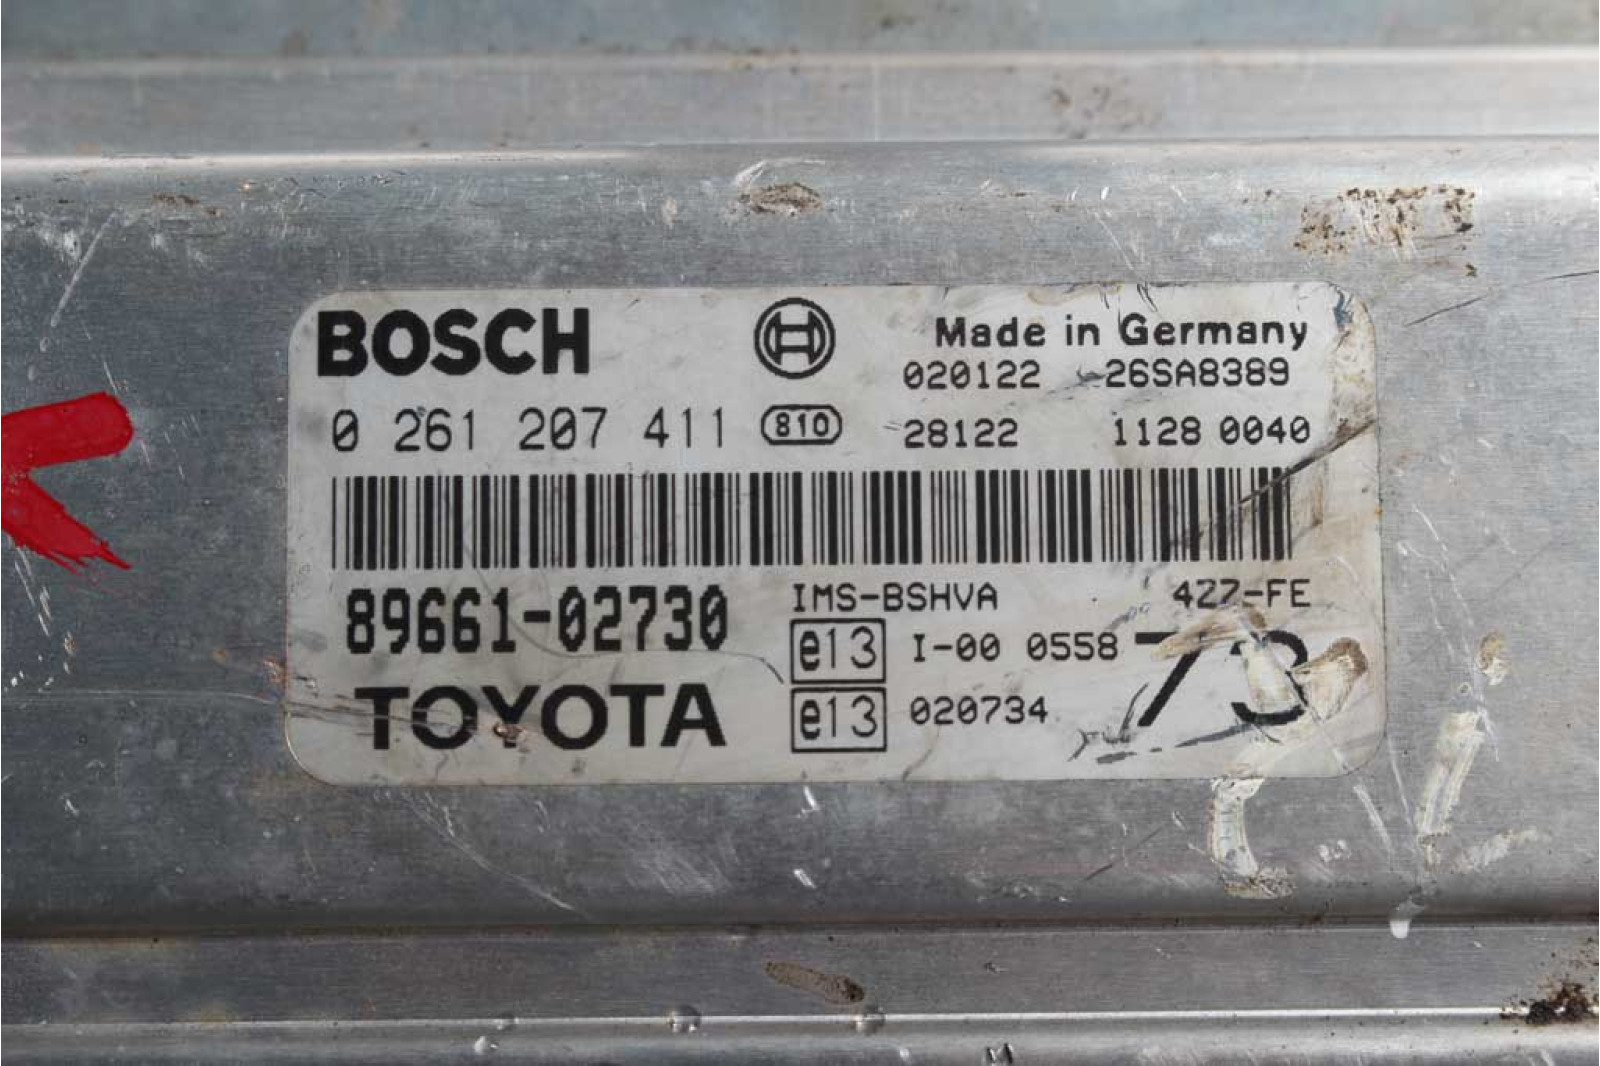 BOSCH
Made in Germany
020122 26SA8389
0 261 207 411 810 28122 1128 0040
89661-02730 IMS-BSHVA 4ZZ-FE
e13 I-00 0558 73
TOYOTA e13 020734